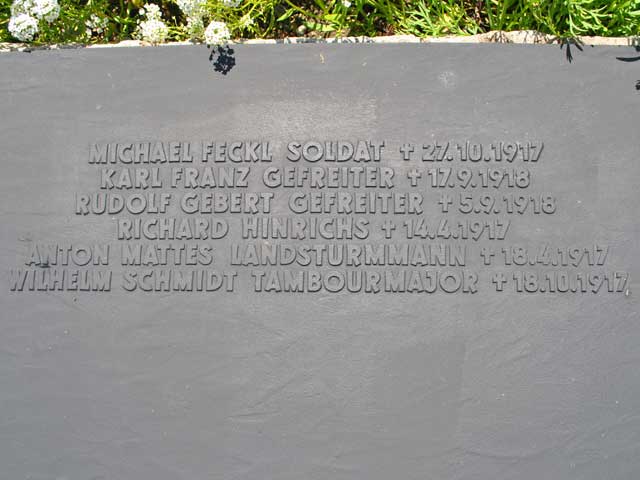 MICHAEL FECKL SOLDAT † 27.10.1917
KARL FRANZ GEFREITER † 17.9.1918
RUDOLF GEBERT GEFREITER † 5.9.1918
RICHARD HINRICHS † 14.4.1917
ANTON MATTES LANDSTURMMANN † 18.4.1917
WILHELM SCHMIDT TAMBOURMAJOR † 18.10.1917